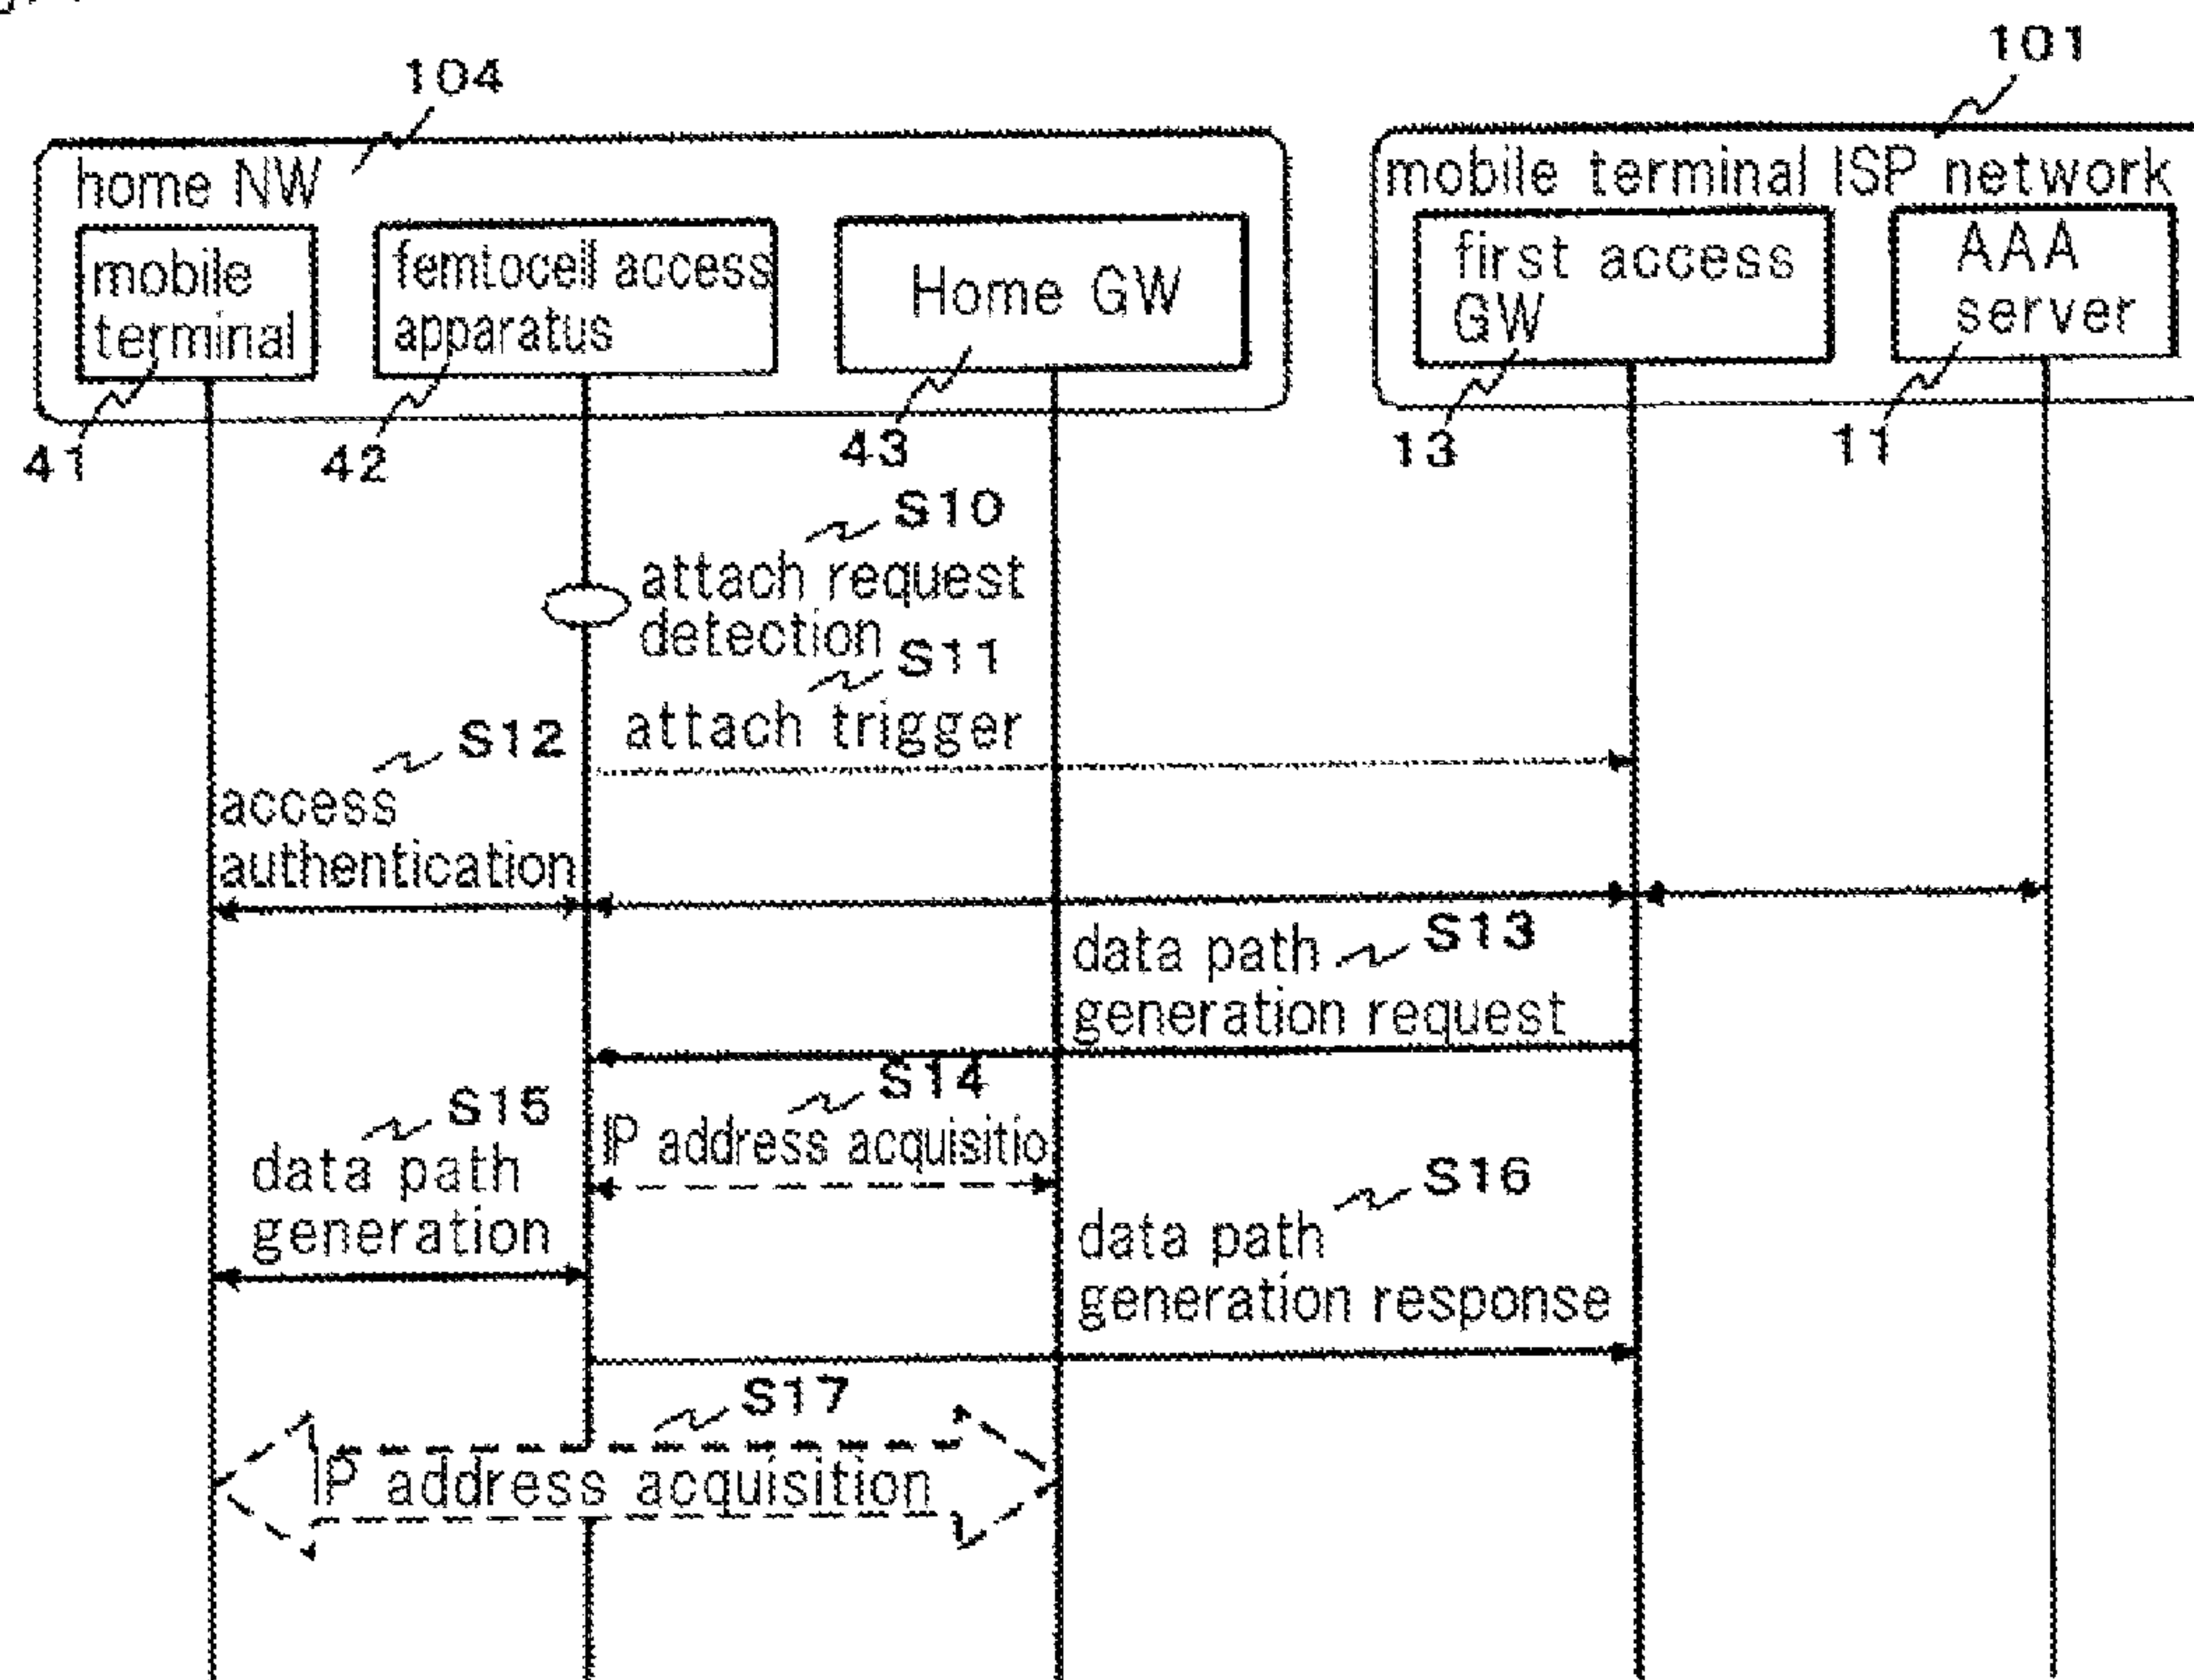 104
101
home NW
mobile terminal ISP network
mobile
terminal
femtocell access
apparatus
Home GW
first access
GW
AAA
server
41
42
43
13
11
S10
attach request
detection
S11
attach trigger
S12
access
authentication
S13
data path
generation request
S14
IP address acquisitio
S15
data path
generation
S16
data path
generation response
S17
IP address acquisition